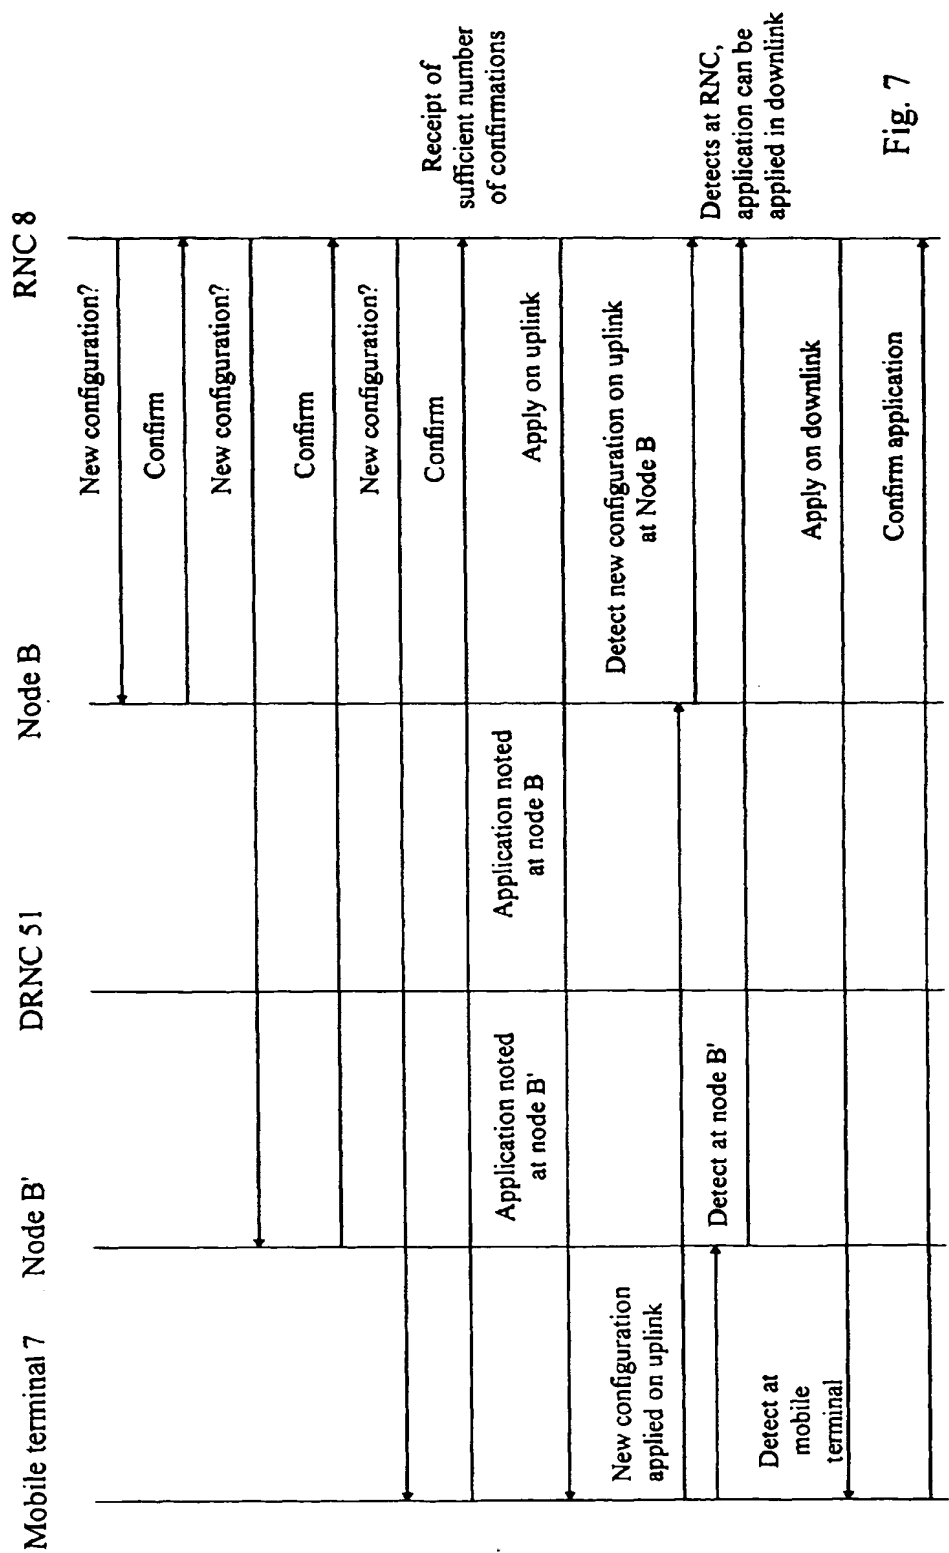 Mobile terminal 7
Node B'
DRNC 51
Node B
RNC 8
New configuration?
Confirm
New configuration?
Confirm
New configuration?
Confirm
Receipt of
sufficient number
of confirmations
Application noted
at node B'
Application noted
at node B
Apply on uplink
New configuration
applied on uplink
Detect new configuration on uplink
at Node B
Detect at node B'
Detects at RNC,
application can be
applied in downlink
Detect at
mobile
terminal
Apply on downlink
Confirm application
Fig. 7